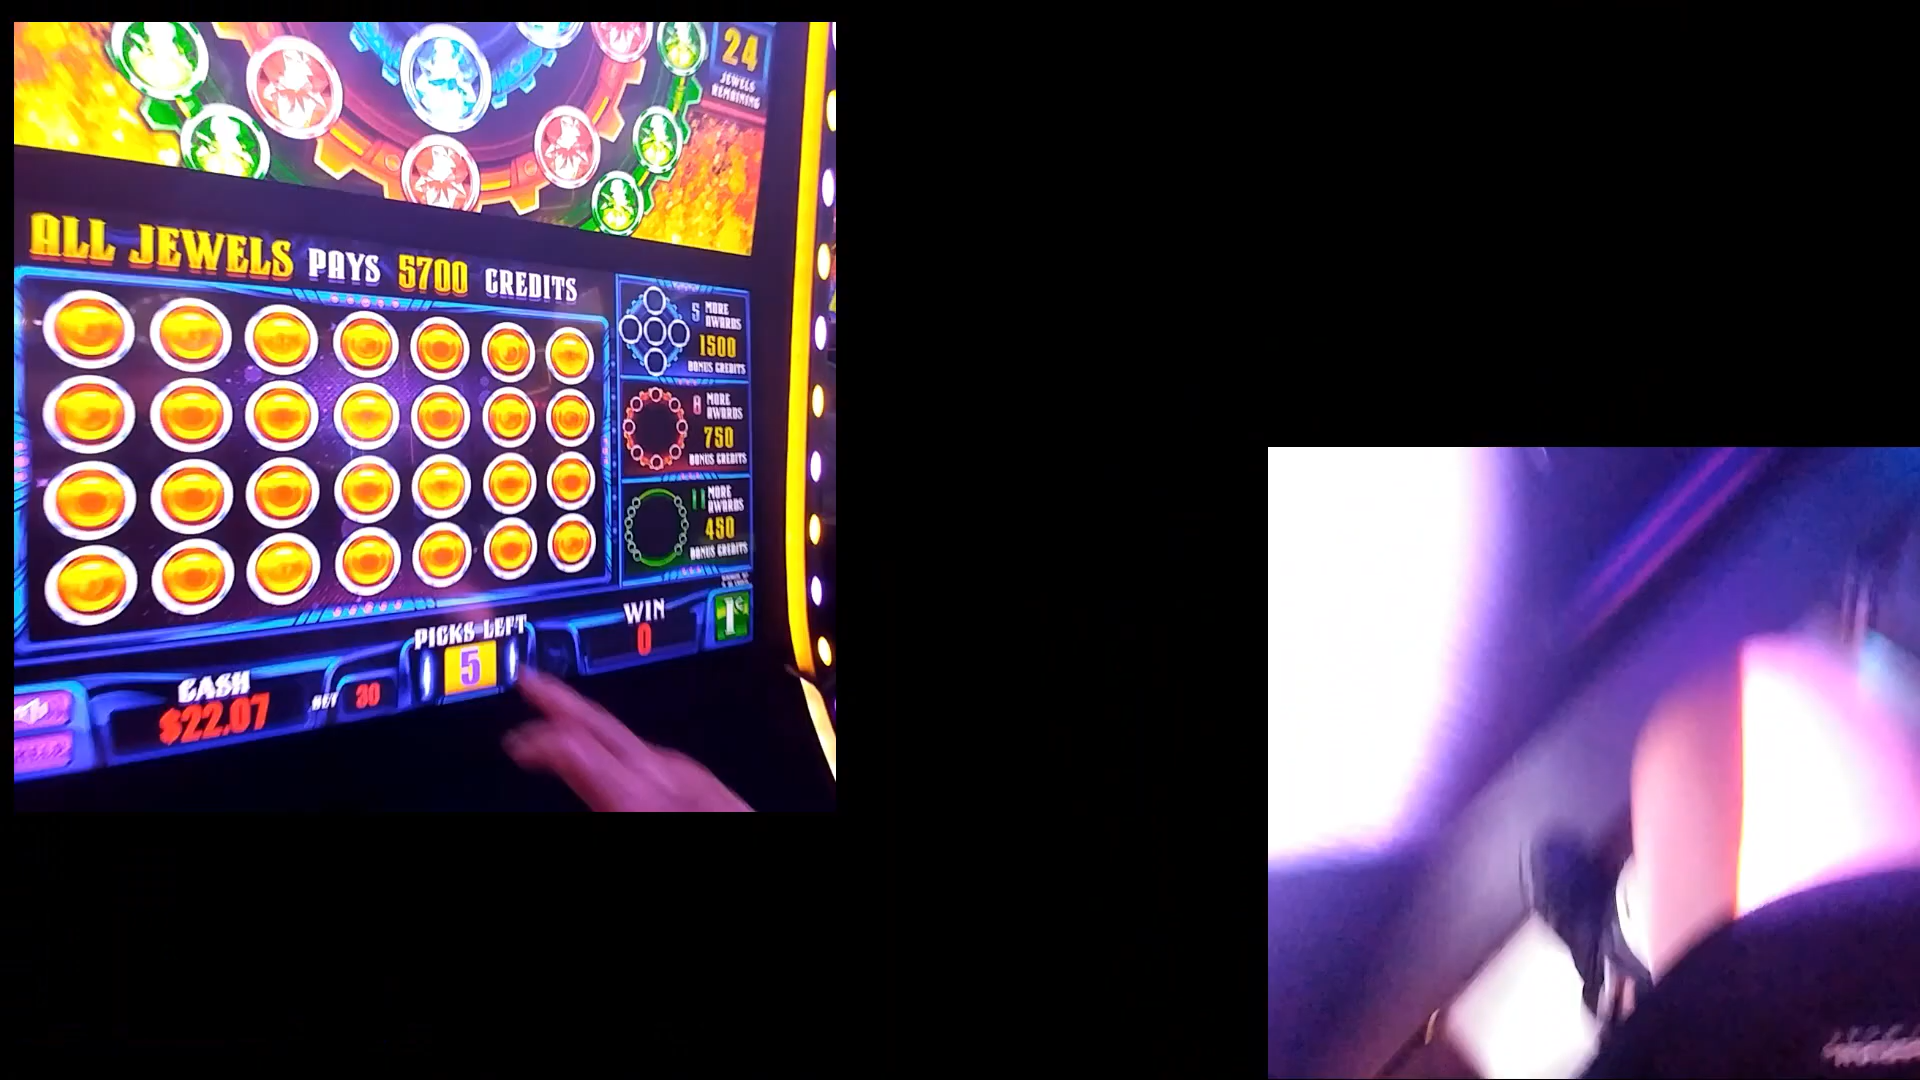 24
JEWELS
REMAINING
ALL JEWELS PAYS 5700 CREDITS
5 MORE
AWARDS
1500
BONUS CREDITS
8 MORE
AWARDS
750
BONUS CREDITS
11 MORE
AWARDS
450
BONUS CREDITS
PICKS LEFT
5
WIN
0
1¢
CASH
$22.07
BET 30